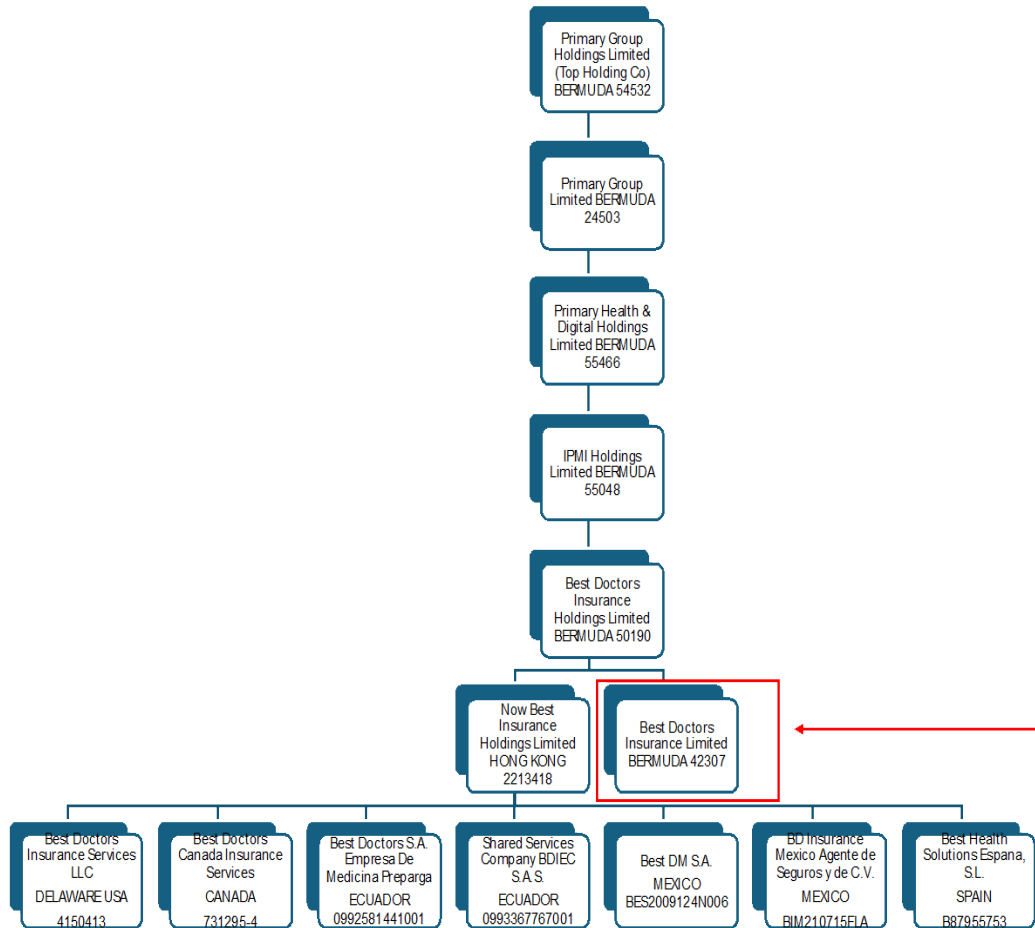 Primary Group
Holdings Limited
(Top Holding Co)
BERMUDA 54532
Primary Group
Limited BERMUDA
24503
Primary Health &
Digital Holdings
Limited BERMUDA
55466
IPMI Holdings
Limited BERMUDA
55048
Best Doctors
Insurance
Holdings Limited
BERMUDA 50190
Now Best
Insurance
Holdings Limited
HONG KONG
2213418
Best Doctors
Insurance Limited
BERMUDA 42307
Best Doctors
Insurance Services
LLC
DELAWARE USA
4150413
Best Doctors
Canada Insurance
Services
CANADA
731295-4
Best Doctors S.A.
Empresa De
Medicina Preparga
ECUADOR
0992581441001
Shared Services
Company BDIEC
S.A.S.
ECUADOR
0993367767001
Best DM S.A.
MEXICO
BES2009124N006
BD Insurance
Mexico Agente de
Seguros y de C.V.
MEXICO
BIM210715FLA
Best Health
Solutions Espana,
S.L.
SPAIN
B87955753